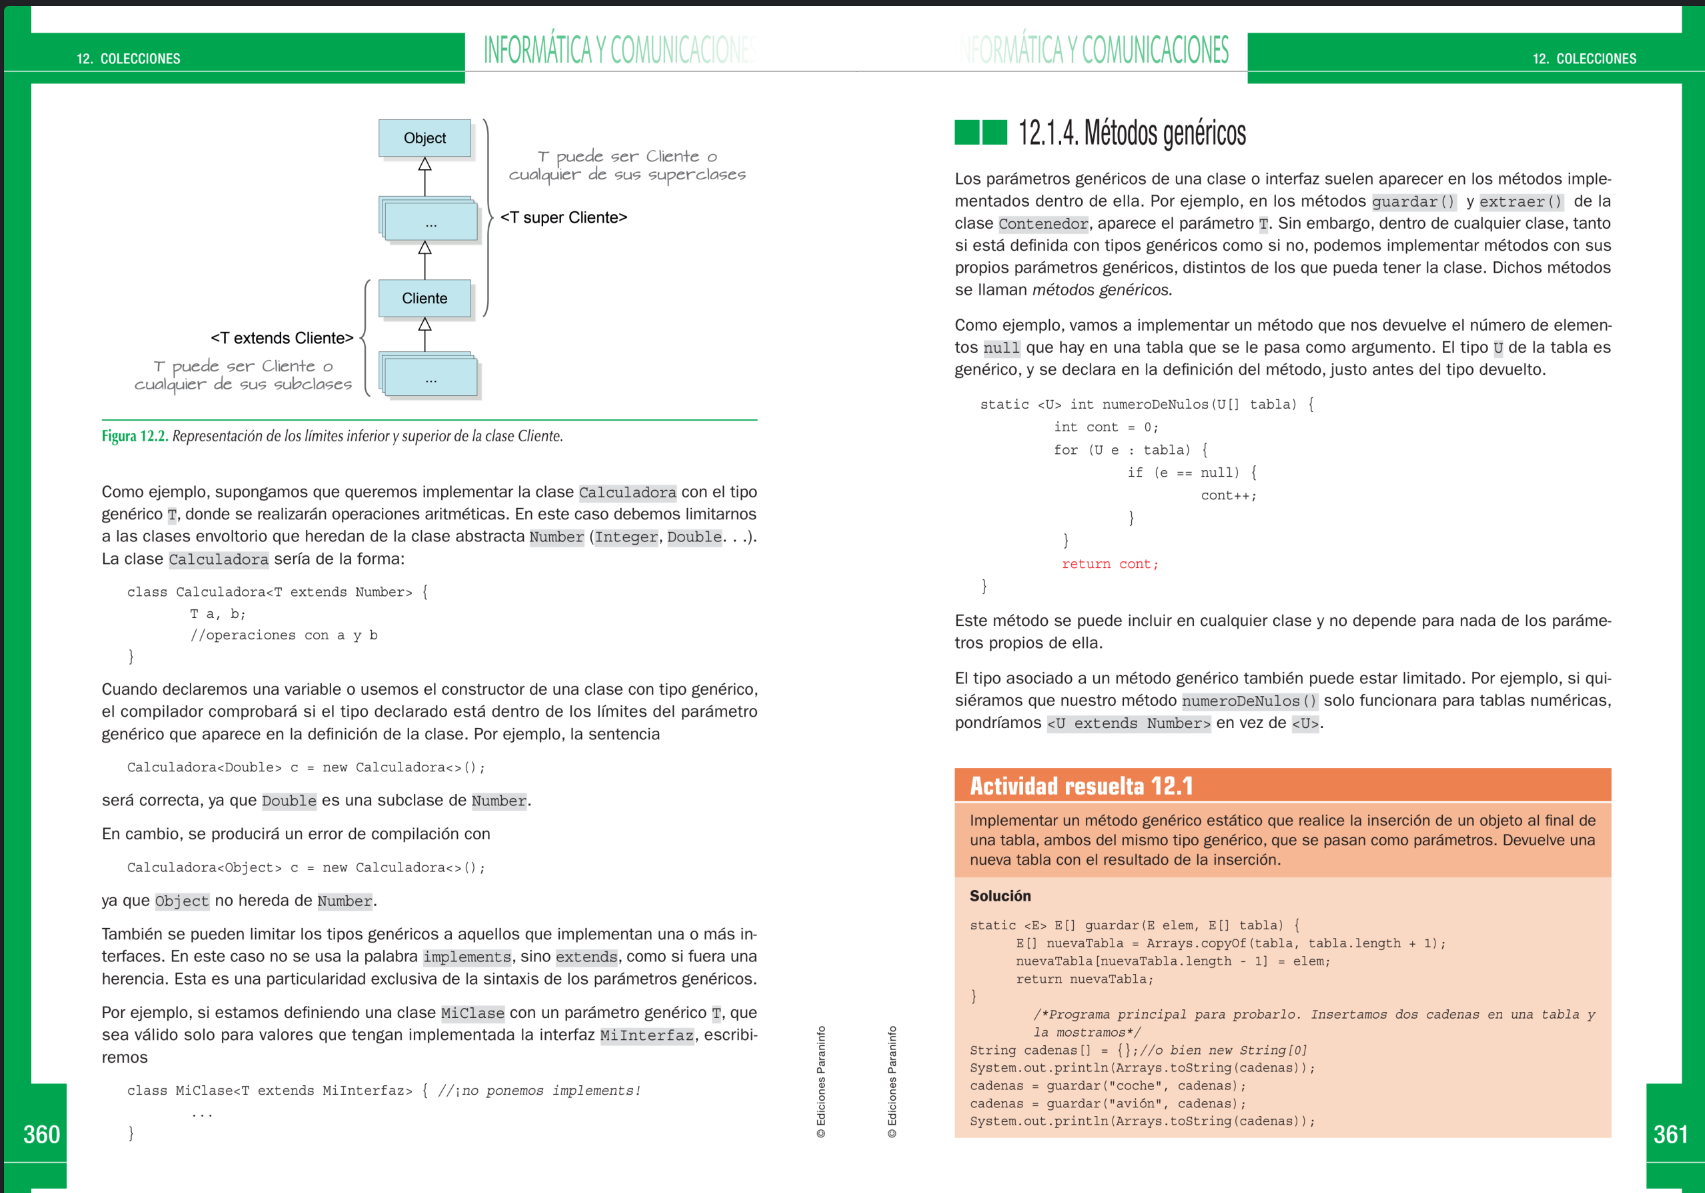 12. COLECCIONES
INFORMÁTICA Y COMUNICACIONES
Object
T puede ser Cliente o
cualquier de sus superclases
...
<T super Cliente>
Cliente
<T extends Cliente>
T puede ser Cliente o
cualquier de sus subclases
...
Figura 12.2. Representación de los límites inferior y superior de la clase Cliente.
Como ejemplo, supongamos que queremos implementar la clase Calculadora con el tipo
genérico T, donde se realizarán operaciones aritméticas. En este caso debemos limitarnos
a las clases envoltorio que heredan de la clase abstracta Number (Integer, Double. . .).
La clase Calculadora sería de la forma:
class Calculadora<T extends Number> {
T a, b;
//operaciones con a y b
}
Cuando declaremos una variable o usemos el constructor de una clase con tipo genérico,
el compilador comprobará si el tipo declarado está dentro de los límites del parámetro
genérico que aparece en la definición de la clase. Por ejemplo, la sentencia
Calculadora<Double> c = new Calculadora<>();
será correcta, ya que Double es una subclase de Number.
En cambio, se producirá un error de compilación con
Calculadora<Object> c = new Calculadora<>();
ya que Object no hereda de Number.
También se pueden limitar los tipos genéricos a aquellos que implementan una o más in-
terfaces. En este caso no se usa la palabra implements, sino extends, como si fuera una
herencia. Esta es una particularidad exclusiva de la sintaxis de los parámetros genéricos.
Por ejemplo, si estamos definiendo una clase MiClase con un parámetro genérico T, que
sea válido solo para valores que tengan implementada la interfaz MiInterfaz, escribi-
remos
class MiClase<T extends MiInterfaz> { //¡no ponemos implements!
...
}
360
© Ediciones Paraninfo
INFORMÁTICA Y COMUNICACIONES
12. COLECCIONES
12.1.4. Métodos genéricos
Los parámetros genéricos de una clase o interfaz suelen aparecer en los métodos imple-
mentados dentro de ella. Por ejemplo, en los métodos guardar() y extraer() de la
clase Contenedor, aparece el parámetro T. Sin embargo, dentro de cualquier clase, tanto
si está definida con tipos genéricos como si no, podemos implementar métodos con sus
propios parámetros genéricos, distintos de los que pueda tener la clase. Dichos métodos
se llaman métodos genéricos.
Como ejemplo, vamos a implementar un método que nos devuelve el número de elemen-
tos null que hay en una tabla que se le pasa como argumento. El tipo U de la tabla es
genérico, y se declara en la definición del método, justo antes del tipo devuelto.
static <U> int numeroDeNulos(U[] tabla) {
int cont = 0;
for (U e : tabla) {
if (e == null) {
cont++;
}
}
return cont;
}
Este método se puede incluir en cualquier clase y no depende para nada de los paráme-
tros propios de ella.
El tipo asociado a un método genérico también puede estar limitado. Por ejemplo, si qui-
siéramos que nuestro método numeroDeNulos() solo funcionara para tablas numéricas,
pondríamos <U extends Number> en vez de <U>.
Actividad resuelta 12.1
Implementar un método genérico estático que realice la inserción de un objeto al final de
una tabla, ambos del mismo tipo genérico, que se pasan como parámetros. Devuelve una
nueva tabla con el resultado de la inserción.
Solución
static <E> E[] guardar(E elem, E[] tabla) {
E[] nuevaTabla = Arrays.copyOf(tabla, tabla.length + 1);
nuevaTabla[nuevaTabla.length - 1] = elem;
return nuevaTabla;
}
/*Programa principal para probarlo. Insertamos dos cadenas en una tabla y
la mostramos*/
String cadenas[] = {};//o bien new String[0]
System.out.println(Arrays.toString(cadenas));
cadenas = guardar("coche", cadenas);
cadenas = guardar("avión", cadenas);
System.out.println(Arrays.toString(cadenas));
© Ediciones Paraninfo
361